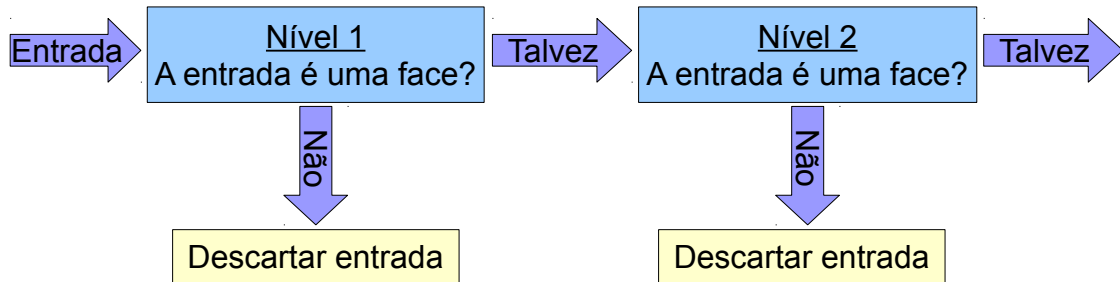 Entrada
Nível 1
A entrada é uma face?
Talvez
Nível 2
A entrada é uma face?
Talvez
Não
Não
Descartar entrada
Descartar entrada